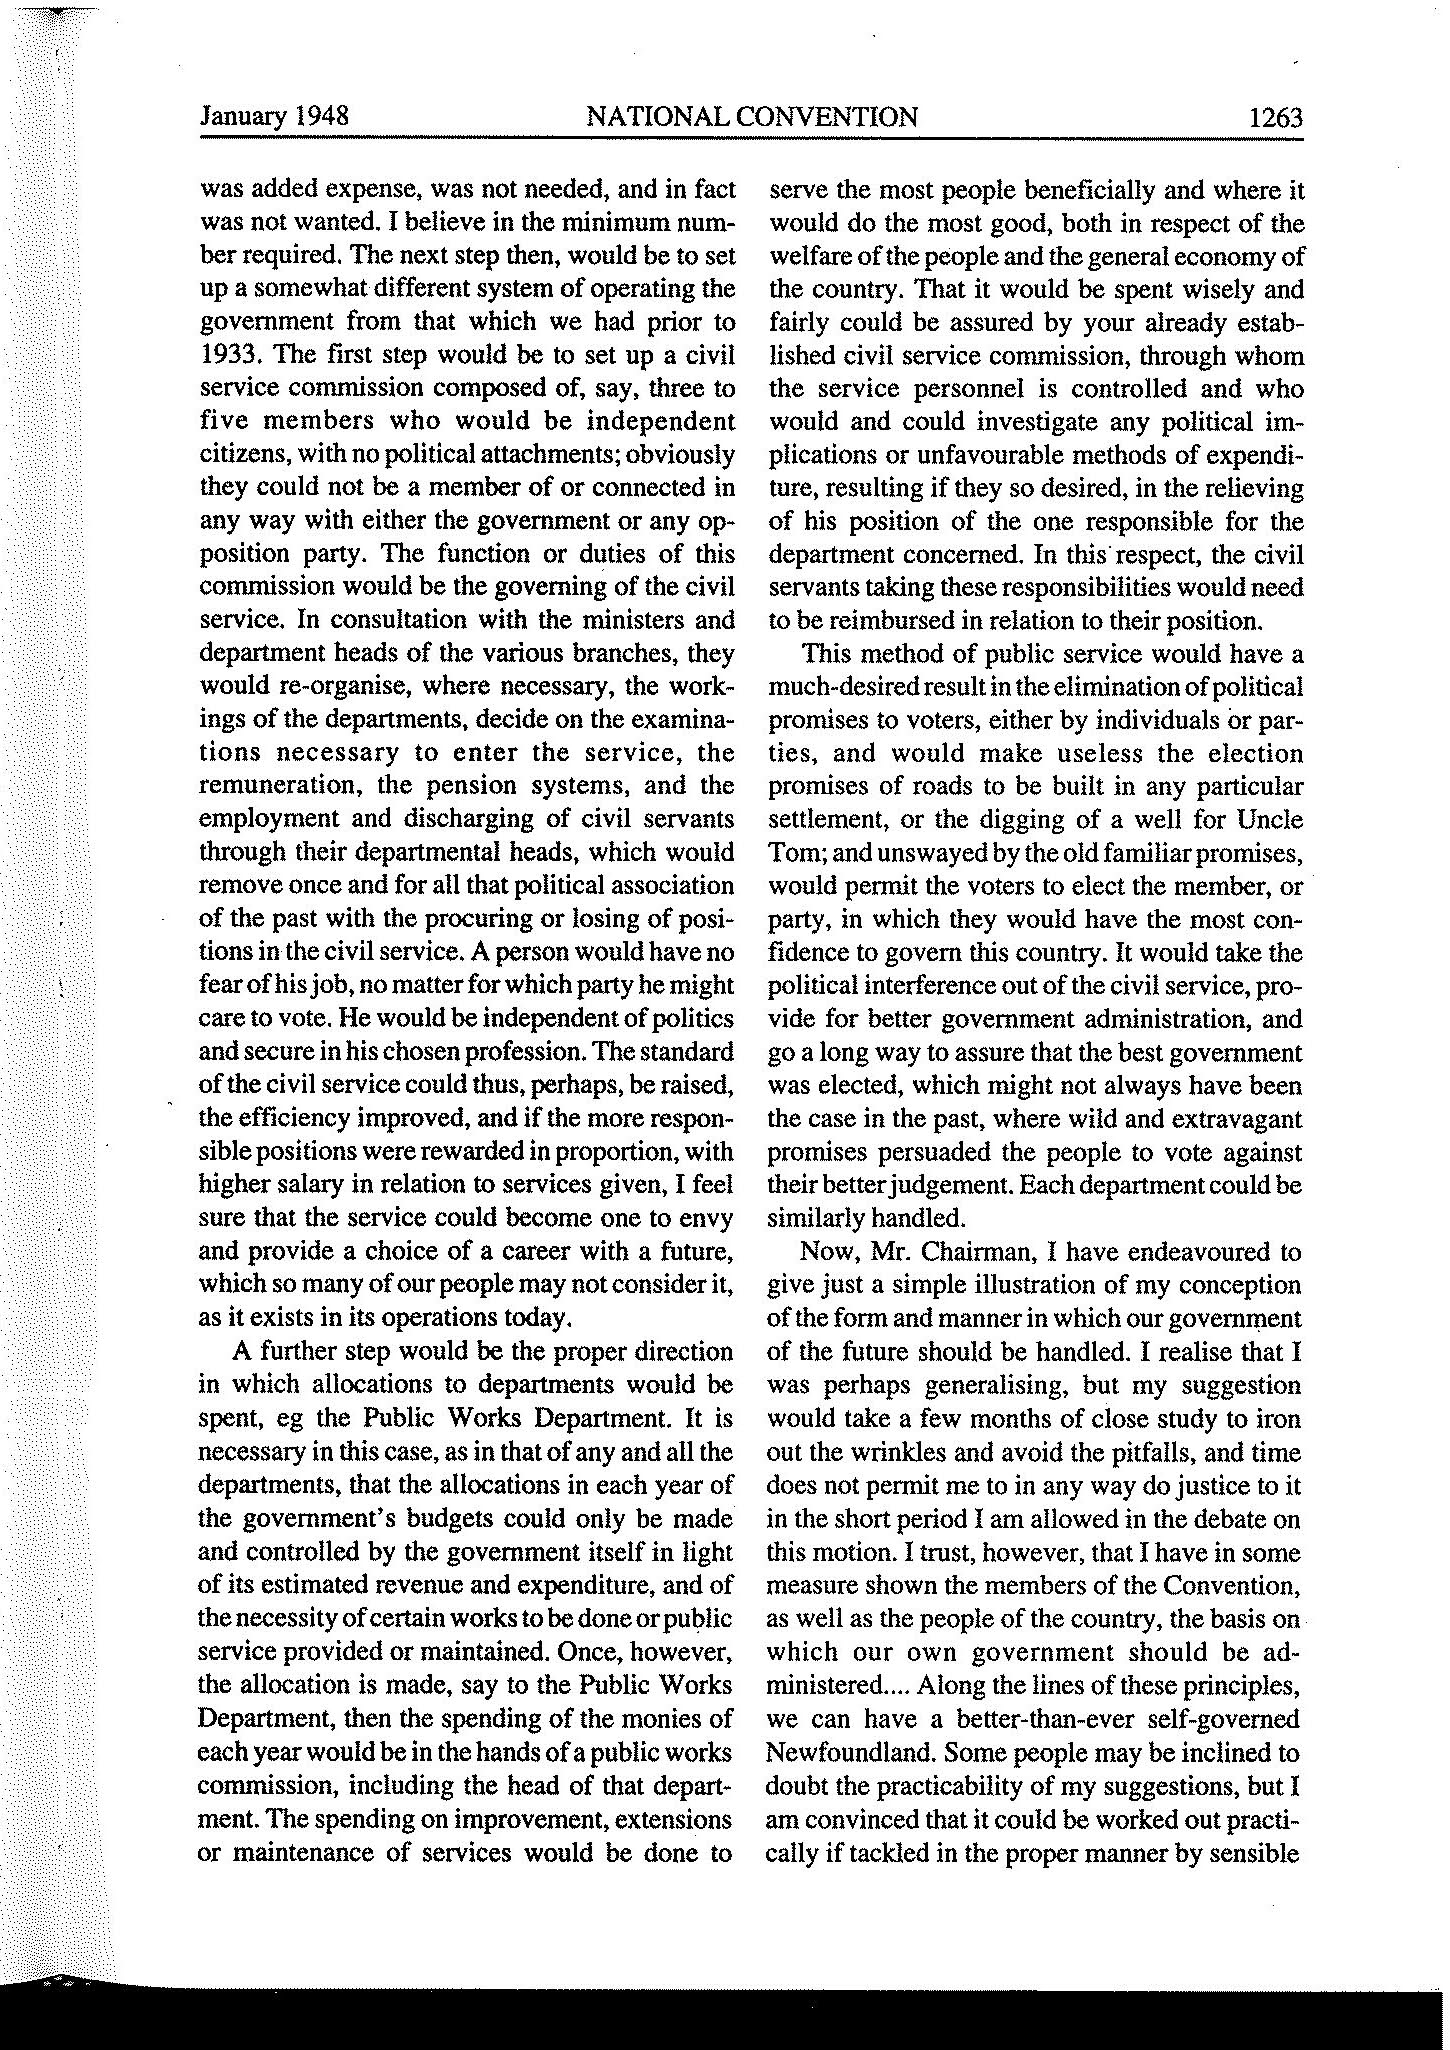 January 1948 NATIONAL CONVENTION 1263
was added expense, was not needed, and in fact
was not wanted. I believe in the minimum num-
ber required. The next step then, would be to set
up a somewhat different system of operating the
government from that which we had prior to
1933. The first step would be to set up a civil
service commission composed of, say, three to
five members who would be independent
citizens, with no political attachments; obviously
they could not be a member of or connected in
any way with either the government or any op-
position party. The function or duties of this
commission would be the governing of the civil
service. In consultation with the ministers and
department heads of the various branches, they
would re-organise, where necessary, the work-
ings of the departments, decide on the examina-
tions necessary to enter the service, the
remuneration, the pension systems, and the
employment and discharging of civil servants
through their departmental heads, which would
remove once and for all that political association
of the past with the procuring or losing of posi-
tions in the civil service. A person would have no
fear of his job, no matter for which party he might
care to vote. He would be independent of politics
and secure in his chosen profession. The standard
of the civil service could thus, perhaps, be raised,
the efficiency improved, and if the more respon-
sible positions were rewarded in proportion, with
higher salary in relation to services given, I feel
sure that the service could become one to envy
and provide a choice of a career with a future,
which so many of our people may not consider it,
as it exists in its operations today.
A further step would be the proper direction
in which allocations to departments would be
spent, eg the Public Works Department. It is
necessary in this case, as in that of any and all the
departments, that the allocations in each year of
the government's budgets could only be made
and controlled by the government itself in light
of its estimated revenue and expenditure, and of
the necessity of certain works to be done or public
service provided or maintained. Once, however,
the allocation is made, say to the Public Works
Department, then the spending of the monies of
each year would be in the hands of a public works
commission, including the head of that depart-
ment. The spending on improvement, extensions
or maintenance of services would be done to
serve the most people beneficially and where it
would do the most good, both in respect of the
welfare of the people and the general economy of
the country. That it would be spent wisely and
fairly could be assured by your already estab-
lished civil service commission, through whom
the service personnel is controlled and who
would and could investigate any political im-
plications or unfavourable methods of expendi-
ture, resulting if they so desired, in the relieving
of his position of the one responsible for the
department concerned. In this respect, the civil
servants taking these responsibilities would need
to be reimbursed in relation to their position.
This method of public service would have a
much-desired result in the elimination of political
promises to voters, either by individuals or par-
ties, and would make useless the election
promises of roads to be built in any particular
settlement, or the digging of a well for Uncle
Tom; and unswayed by the old familiar promises,
would permit the voters to elect the member, or
party, in which they would have the most con-
fidence to govern this country. It would take the
political interference out of the civil service, pro-
vide for better government administration, and
go a long way to assure that the best government
was elected, which might not always have been
the case in the past, where wild and extravagant
promises persuaded the people to vote against
their better judgement. Each department could be
similarly handled.
Now, Mr. Chairman, I have endeavoured to
give just a simple illustration of my conception
of the form and manner in which our government
of the future should be handled. I realise that I
was perhaps generalising, but my suggestion
would take a few months of close study to iron
out the wrinkles and avoid the pitfalls, and time
does not permit me to in any way do justice to it
in the short period I am allowed in the debate on
this motion. I trust, however, that I have in some
measure shown the members of the Convention,
as well as the people of the country, the basis on
which our own government should be ad-
ministered.... Along the lines of these principles,
we can have a better-than-ever self-governed
Newfoundland. Some people may be inclined to
doubt the practicability of my suggestions, but I
am convinced that it could be worked out practi-
cally if tackled in the proper manner by sensible